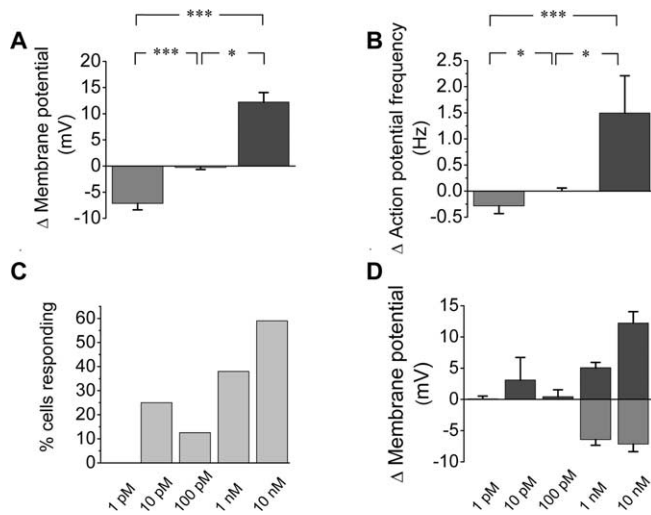 ***
***
A
B
*** *
* *
Δ Membrane potential
(mV)
20
15
10
5
0
-5
-10
Δ Action potential frequency
(Hz)
2.5
2.0
1.5
1.0
0.5
0.0
-0.5
C
D
% cells responding
60
50
40
30
20
10
0
1 pM 10 pM 100 pM 1 nM 10 nM
Δ Membrane potential
(mV)
15
10
5
0
-5
-10
1 pM 10 pM 100 pM 1 nM 10 nM